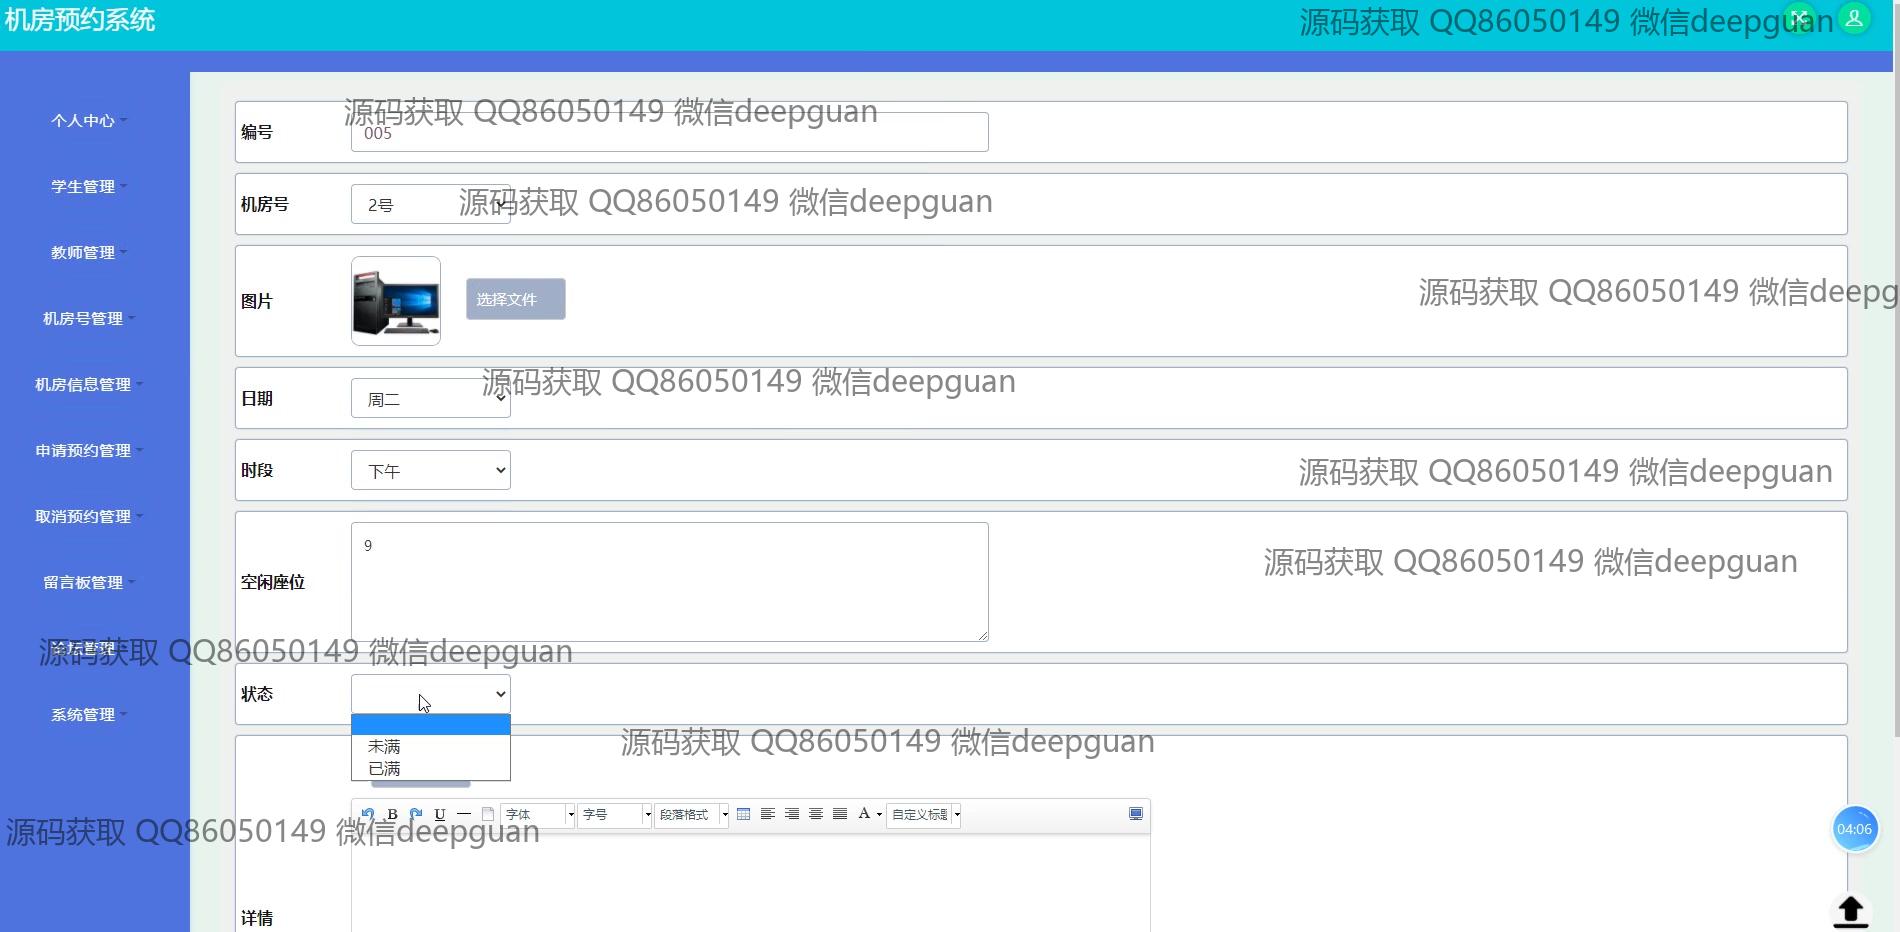 机房预约系统
源码获取 QQ86050149 微信deepguan
个人中心
学生管理
教师管理
机房号管理
机房信息管理
申请预约管理
取消预约管理
留言板管理
论坛管理
系统管理
源码获取 QQ86050149 微信deepguan
编号
005
机房号
2号
源码获取 QQ86050149 微信deepguan
图片
选择文件
源码获取 QQ86050149 微信deepg
日期
周二
源码获取 QQ86050149 微信deepguan
时段
下午
源码获取 QQ86050149 微信deepguan
空闲座位
9
源码获取 QQ86050149 微信deepguan
源码获取 QQ86050149 微信deepguan
状态
未满
已满
源码获取 QQ86050149 微信deepguan
B U 字体 字号 段落格式 A 自定义标题
源码获取 QQ86050149 微信deepguan
04:06
详情